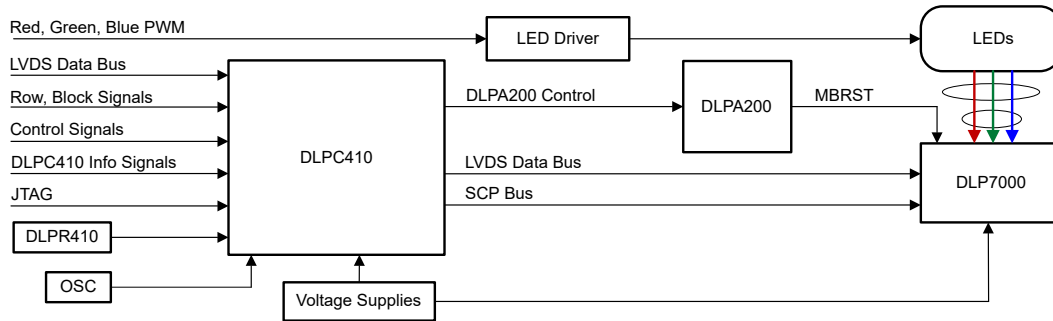 Red, Green, Blue PWM
LED Driver
LEDs
LVDS Data Bus
Row, Block Signals
Control Signals
DLPC410 Info Signals
JTAG
DLPR410
OSC
DLPC410
DLPA200 Control
DLPA200
MBRST
LVDS Data Bus
SCP Bus
DLP7000
Voltage Supplies